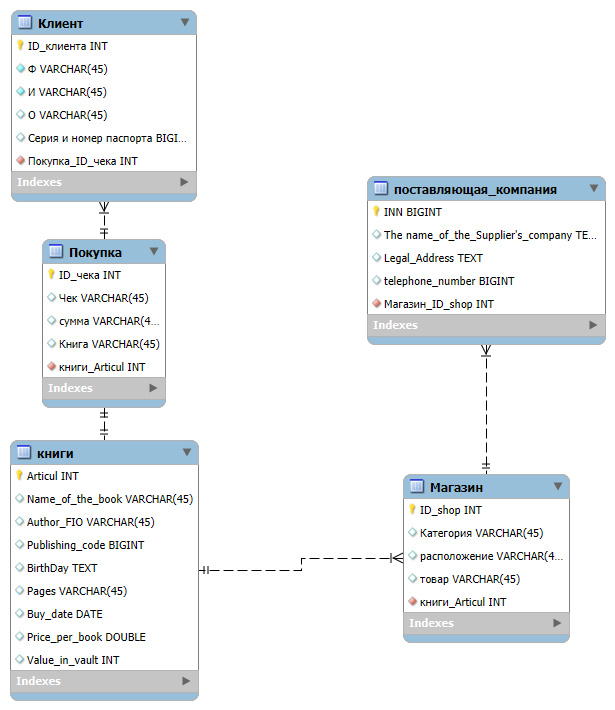 Клиент
ID_клиента INT
Ф VARCHAR(45)
И VARCHAR(45)
О VARCHAR(45)
Серия и номер паспорта BIGI...
Покупка_ID_чека INT
Indexes
Покупка
ID_чека INT
Чек VARCHAR(45)
сумма VARCHAR(4...
Книга VARCHAR(45)
книги_Articul INT
Indexes
книги
Articul INT
Name_of_the_book VARCHAR(45)
Author_FIO VARCHAR(45)
Publishing_code BIGINT
BirthDay TEXT
Pages VARCHAR(45)
Buy_date DATE
Price_per_book DOUBLE
Value_in_vault INT
Indexes
поставляющая_компания
INN BIGINT
The name_of_the_Supplier's_company TE...
Legal_Address TEXT
telephone_number BIGINT
Магазин_ID_shop INT
Indexes
Магазин
ID_shop INT
Категория VARCHAR(45)
расположение VARCHAR(4...
товар VARCHAR(45)
книги_Articul INT
Indexes